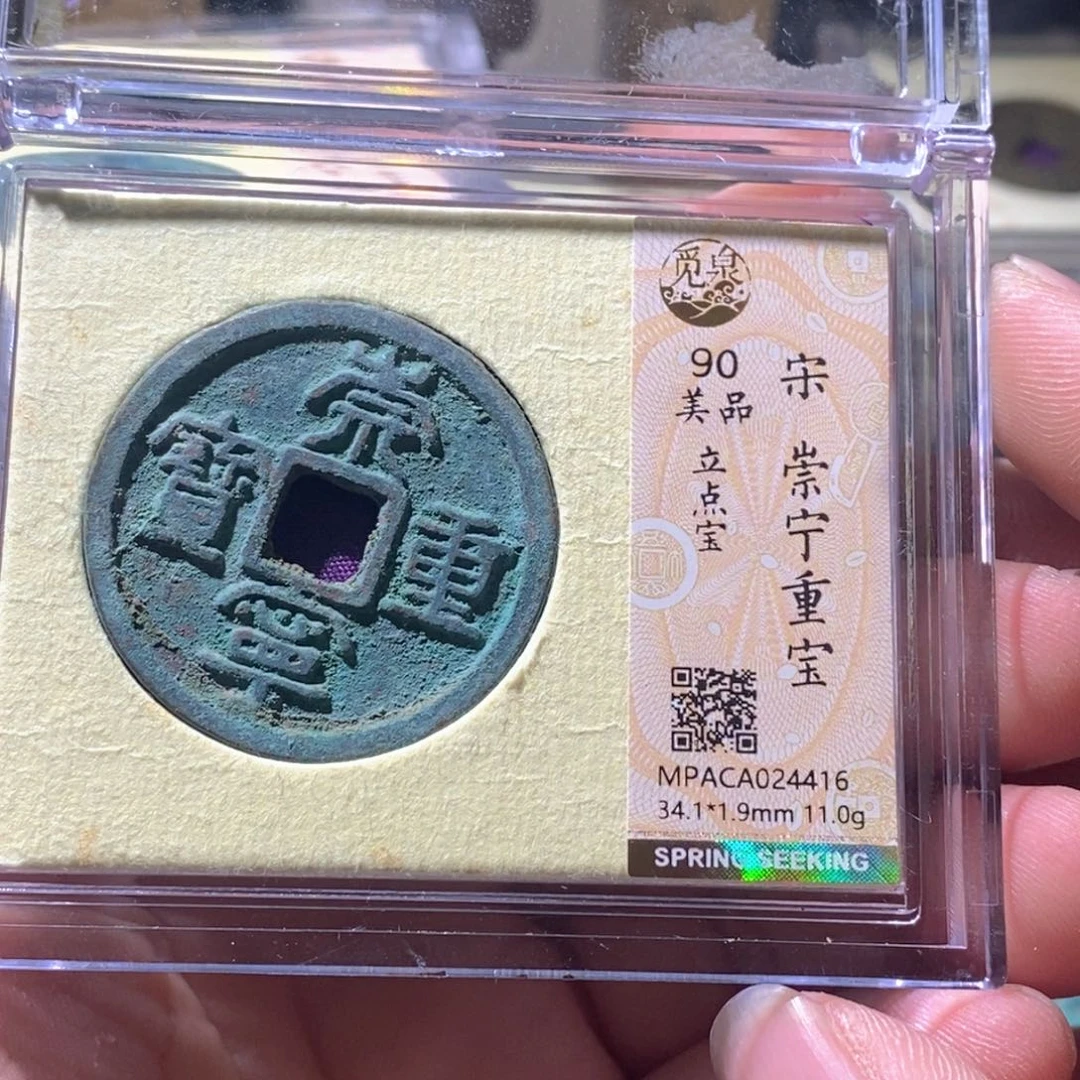 崇
重
寧
寶
觅泉
90
美品
立点宝
宋 崇宁重宝
MPACA024416
34.1*1.9mm 11.0g
SPRING SEEKING